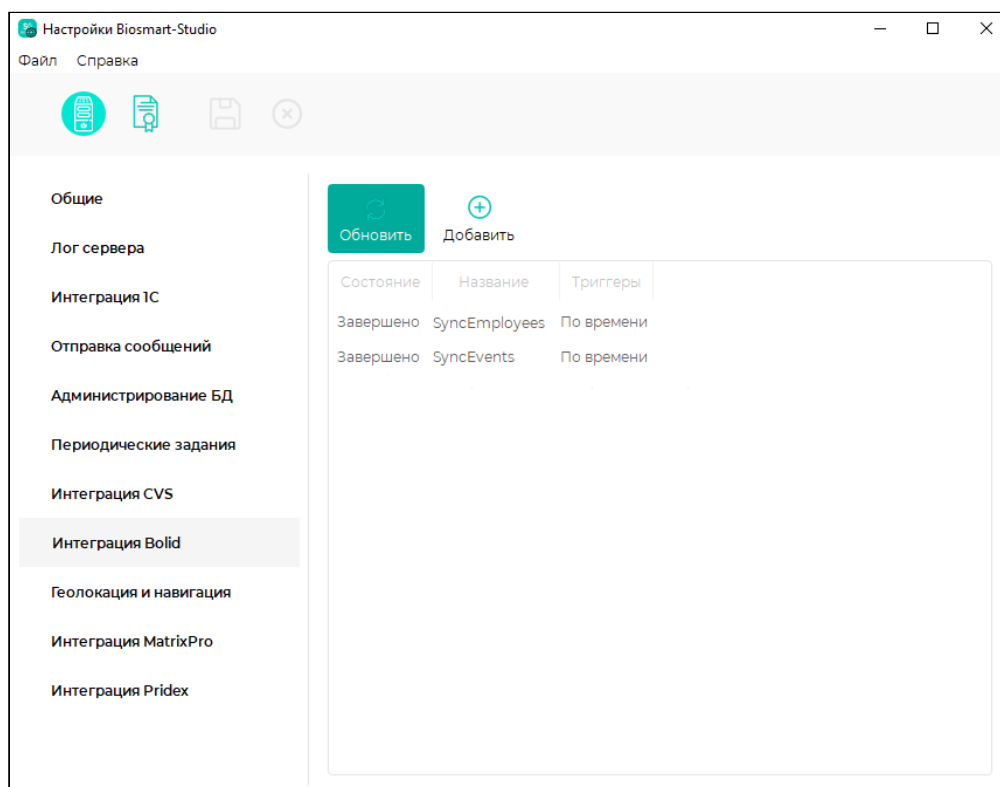 Настройки Biosmart-Studio
Файл Справка
Общие
Лог сервера
Интеграция 1С
Отправка сообщений
Администрирование БД
Периодические задания
Интеграция CVS
Интеграция Bolid
Геолокация и навигация
Интеграция MatrixPro
Интеграция Pridex
Обновить Добавить
Состояние Название Триггеры
Завершено SyncEmployees По времени
Завершено SyncEvents По времени